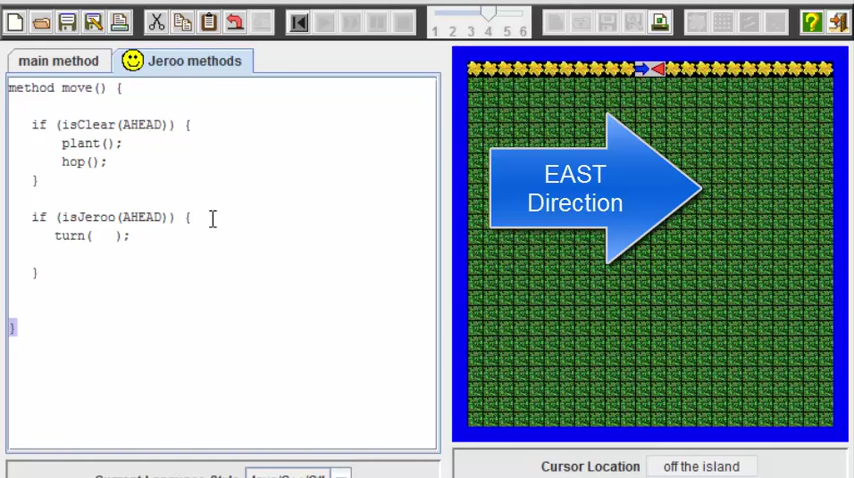 1 2 3 4 5 6
main method
Jeroo methods
method move() {
if (isClear(AHEAD)) {
plant();
hop();
}
if (isJeroo(AHEAD)) {
turn(   );
}
}
EAST
Direction
Cursor Location
off the island